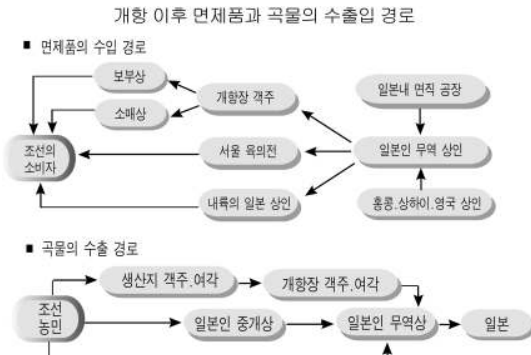 개항 이후 면제품과 곡물의 수출입 경로
■ 면제품의 수입 경로
보부상
소매상
개항장 객주
일본내 면직 공장
조선의
소비자
서울 육의전
일본인 무역 상인
내륙의 일본 상인
홍콩.상하이.영국 상인
■ 곡물의 수출 경로
생산지 객주.여각
개항장 객주.여각
조선
농민
일본인 중개상
일본인 무역상
일본